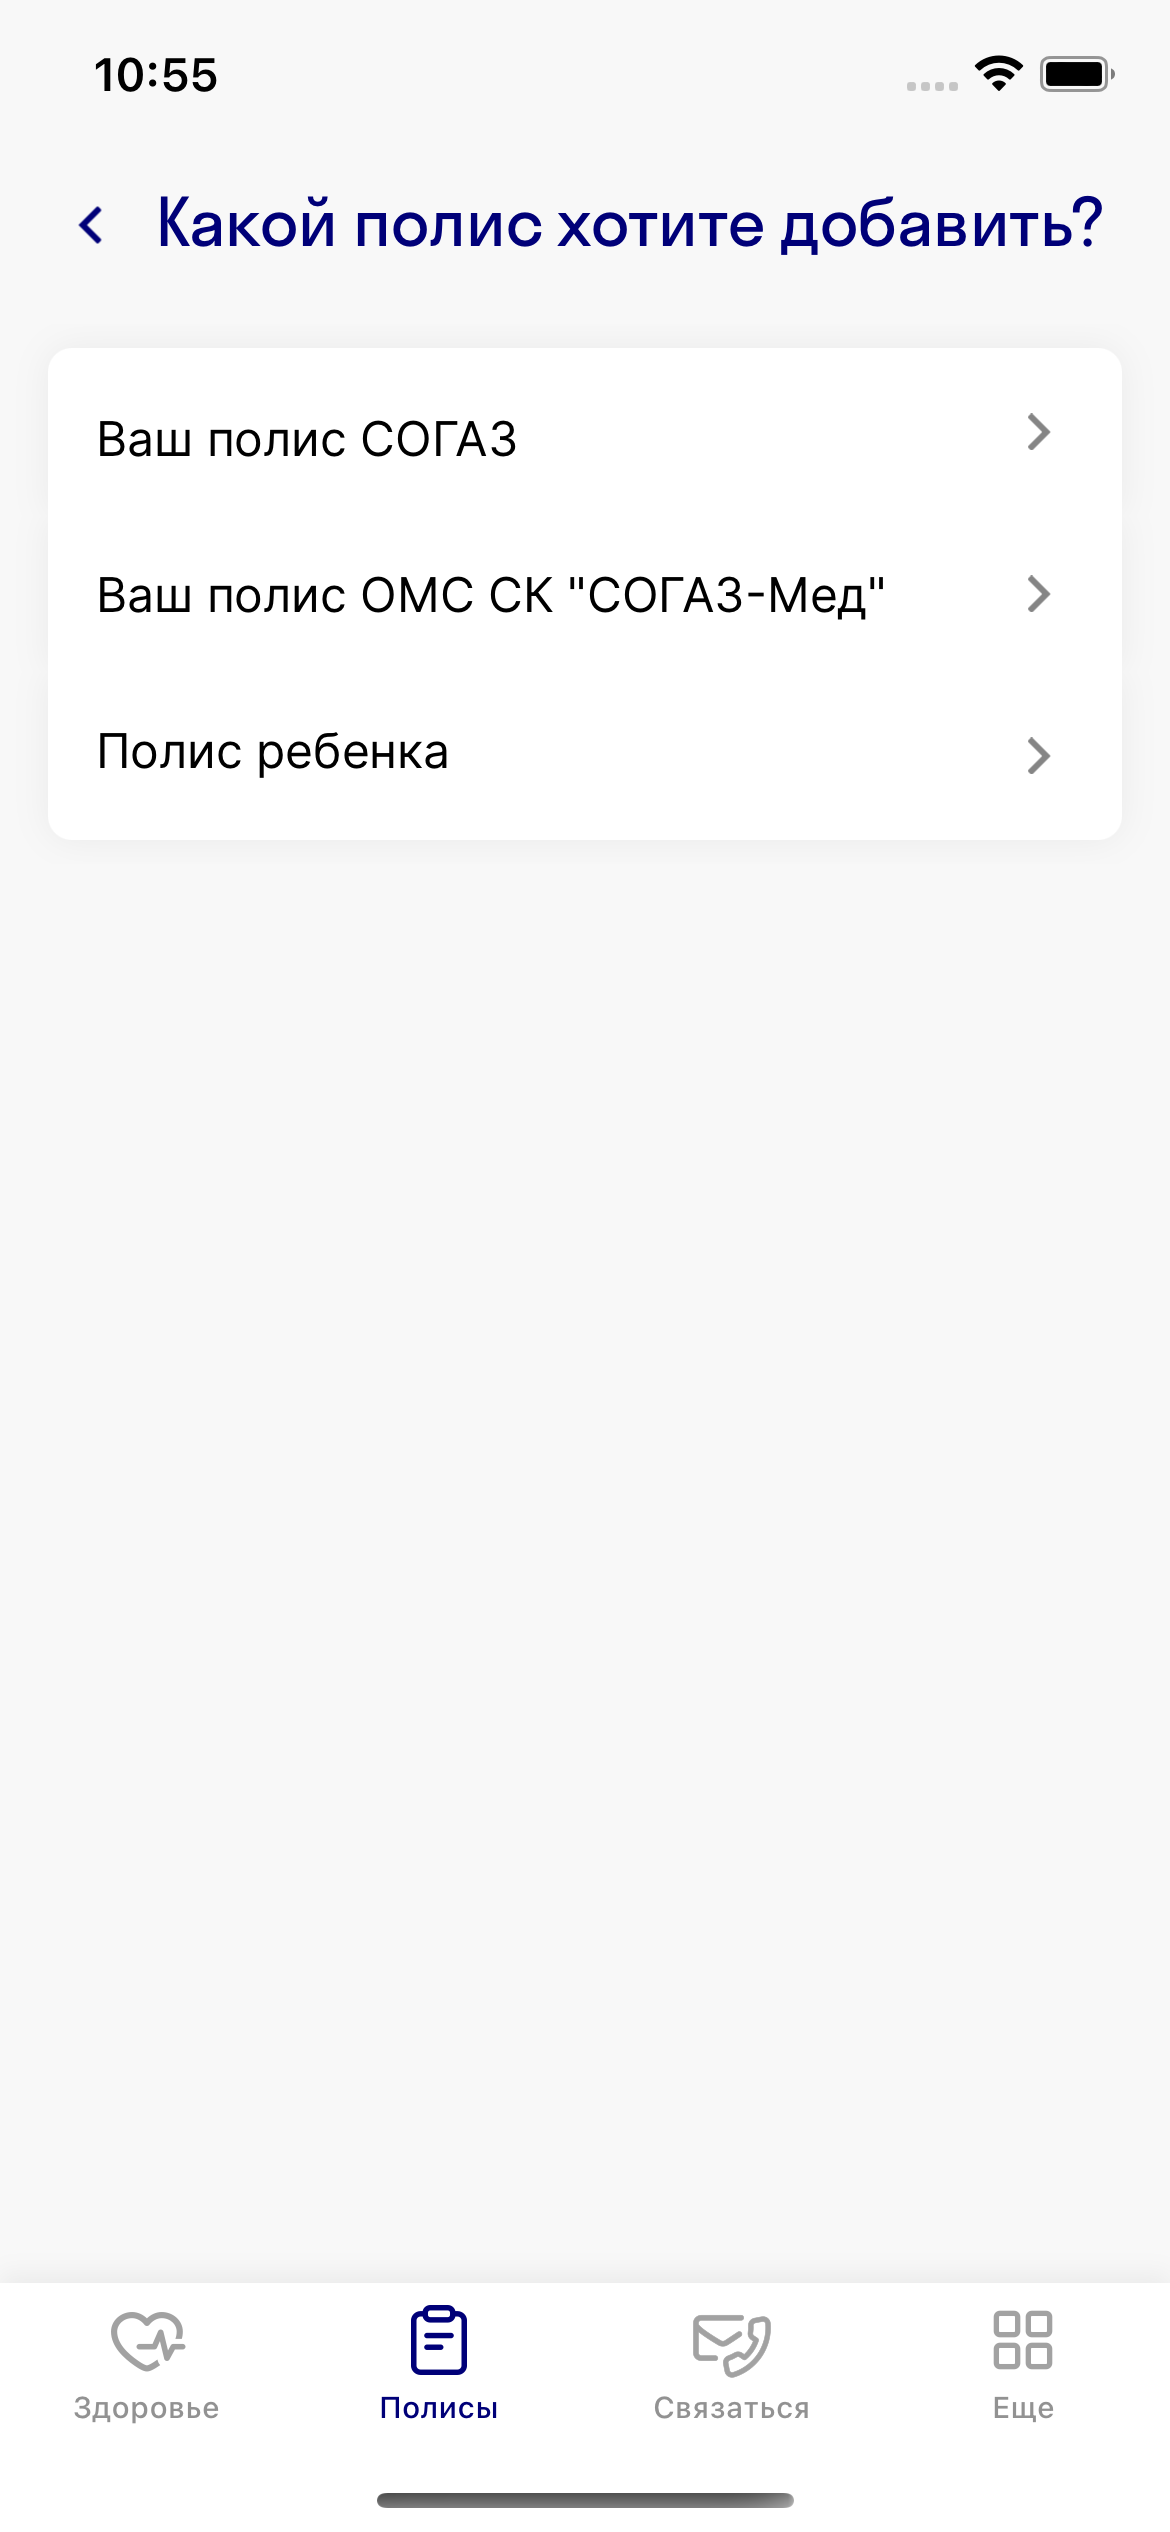 10:55
Какой полис хотите добавить?
Ваш полис СОГАЗ
Ваш полис ОМС СК "СОГАЗ-Мед"
Полис ребенка
Здоровье
Полисы
Связаться
Еще